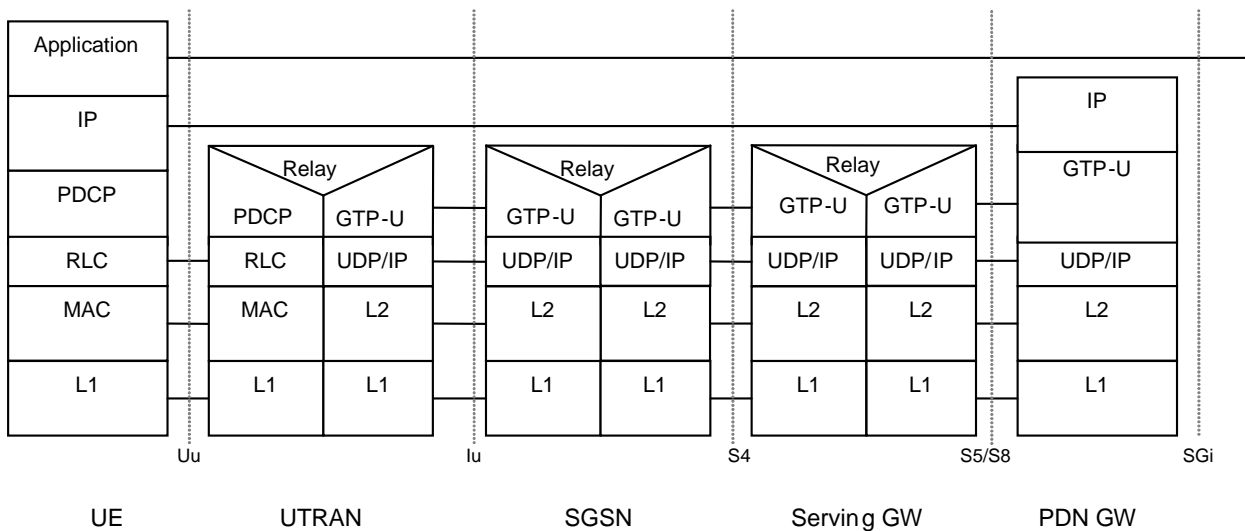 Application
IP
IP
Relay
Relay
Relay
PDCP
GTP-U
PDCP
GTP-U
GTP-U
GTP-U
GTP-U
GTP-U
RLC
RLC
UDP/IP
UDP/IP
UDP/IP
UDP/IP
UDP/IP
UDP/IP
MAC
MAC
L2
L2
L2
L2
L2
L2
L1
L1
L1
L1
L1
L1
L1
L1
Uu
Iu
S4
S5/S8
SGi
UE
UTRAN
SGSN
Serving GW
PDN GW